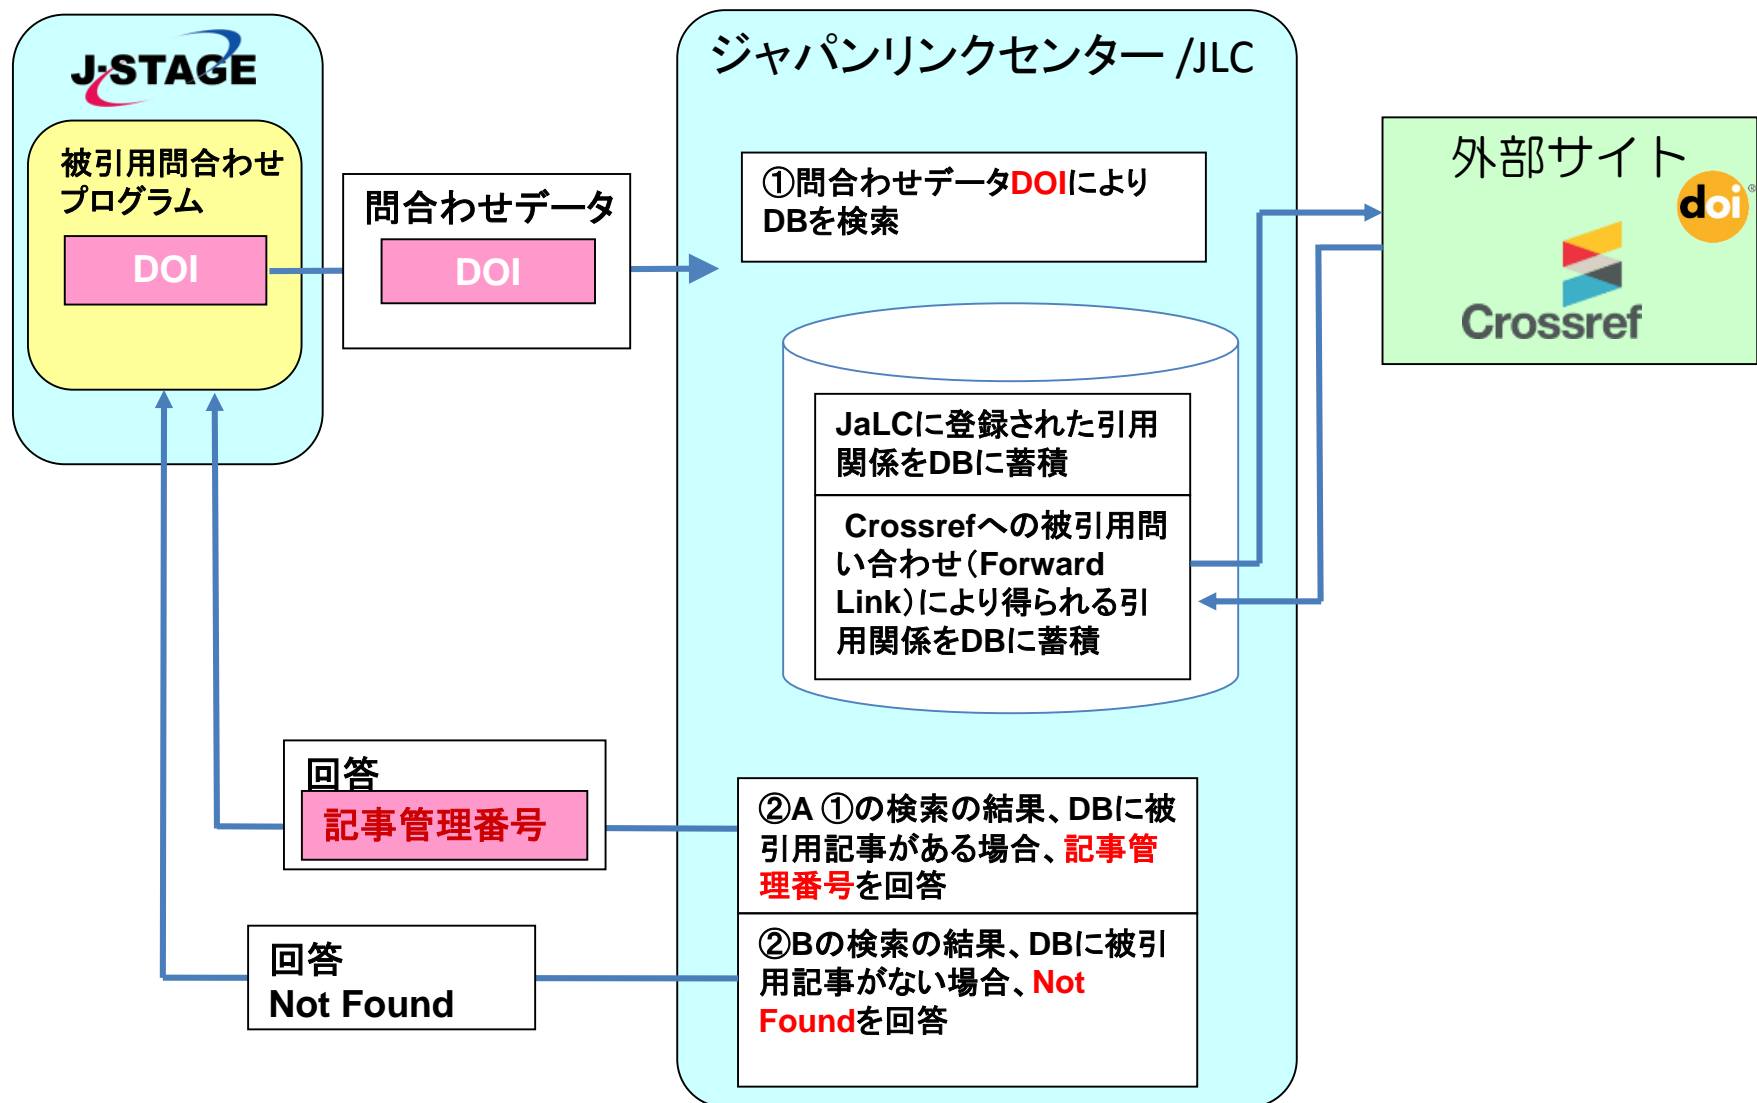 J-STAGE
被引用問合わせ
プログラム
DOI
問合わせデータ
DOI
ジャパンリンクセンター /JLC
①問合わせデータDOIにより
DBを検索
JaLCに登録された引用
関係をDBに蓄積
Crossrefへの被引用問
い合わせ（Forward
Link）により得られる引
用関係をDBに蓄積
外部サイト
doi®
Crossref
回答
記事管理番号
②A ①の検索の結果、DBに被
引用記事がある場合、記事管
理番号を回答
回答
Not Found
②Bの検索の結果、DBに被引
用記事がない場合、Not
Foundを回答